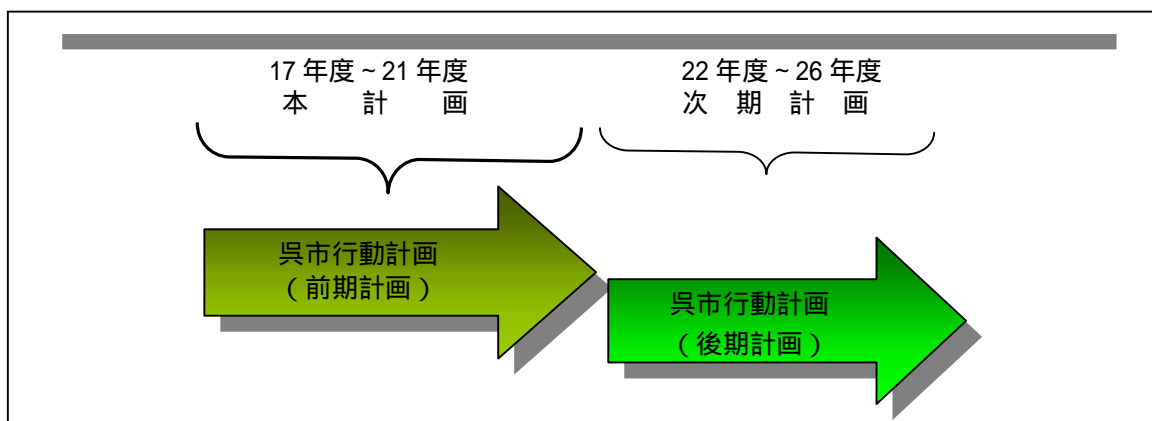 17 年度 ~ 21 年度
本 計 画
22 年度 ~ 26 年度
次 期 計 画
呉市行動計画
（前期計画）
呉市行動計画
（後期計画）